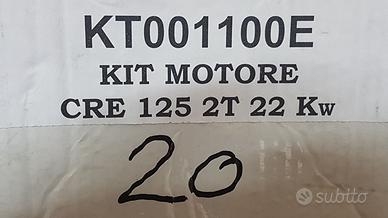 KT001100E
KIT MOTORE
CRE 125 2T 22 Kw
20
subito